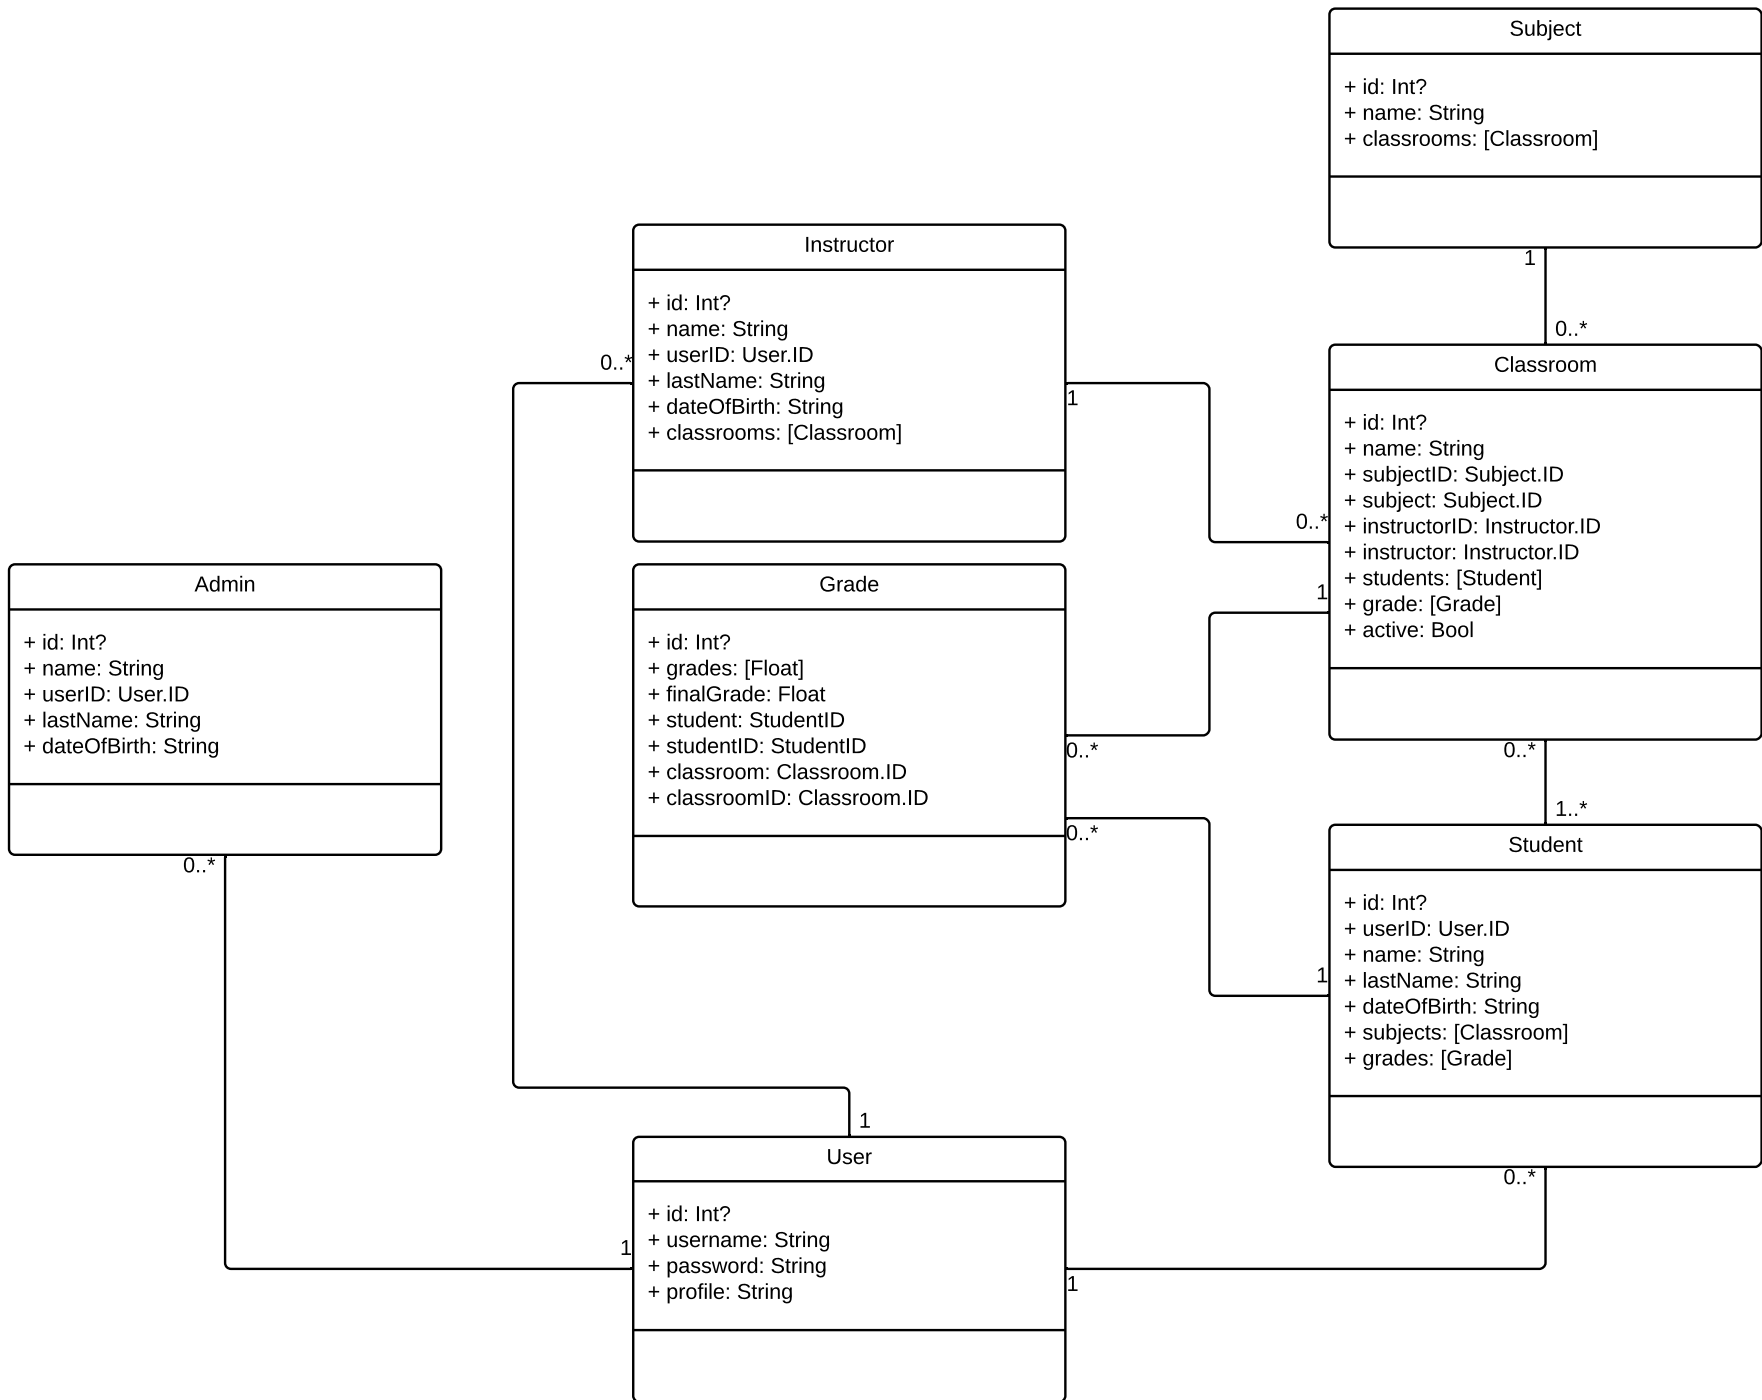 Subject
+ id: Int?
+ name: String
+ classrooms: [Classroom]
1
0..*
Instructor
+ id: Int?
+ name: String
+ userID: User.ID
+ lastName: String
+ dateOfBirth: String
+ classrooms: [Classroom]
0..*
1
Classroom
+ id: Int?
+ name: String
+ subjectID: Subject.ID
+ subject: Subject.ID
+ instructorID: Instructor.ID
+ instructor: Instructor.ID
+ students: [Student]
+ grade: [Grade]
+ active: Bool
0..*
1
0..*
1..*
Admin
+ id: Int?
+ name: String
+ userID: User.ID
+ lastName: String
+ dateOfBirth: String
0..*
Grade
+ id: Int?
+ grades: [Float]
+ finalGrade: Float
+ student: StudentID
+ studentID: StudentID
+ classroom: Classroom.ID
+ classroomID: Classroom.ID
0..*
0..*
Student
+ id: Int?
+ userID: User.ID
+ name: String
+ lastName: String
+ dateOfBirth: String
+ subjects: [Classroom]
+ grades: [Grade]
1
0..*
User
+ id: Int?
+ username: String
+ password: String
+ profile: String
1
1
1